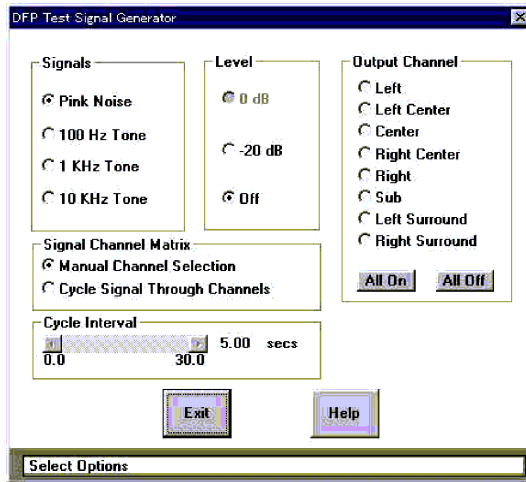 DFP Test Signal Generator
Signals
Pink Noise
100 Hz Tone
1 KHz Tone
10 KHz Tone
Level
0 dB
-20 dB
Off
Output Channel
Left
Left Center
Center
Right Center
Right
Sub
Left Surround
Right Surround
All On All Off
Signal Channel Matrix
Manual Channel Selection
Cycle Signal Through Channels
Cycle Interval
5.00 secs
0.0 30.0
Exit Help
Select Options